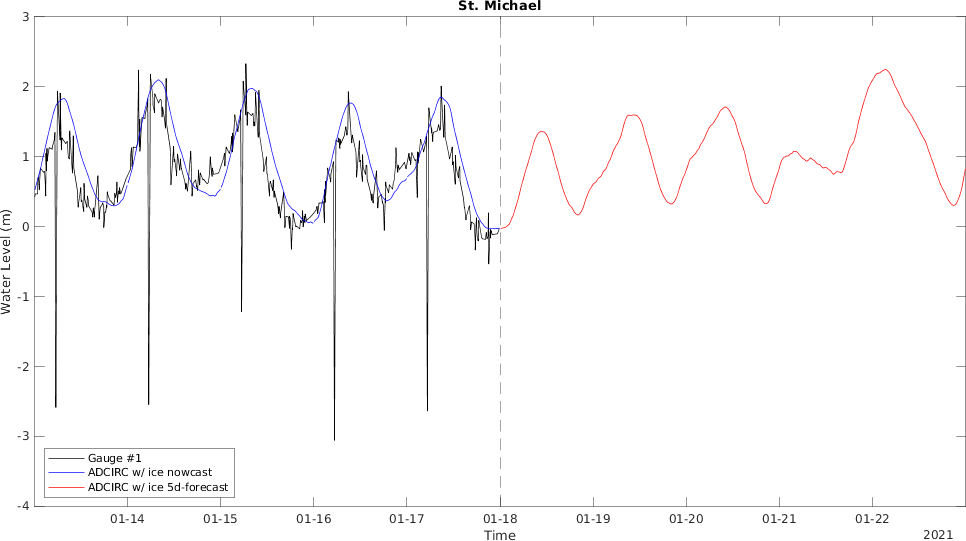 St. Michael
3
2
1
0
-1
-2
-3
-4
Water Level (m)
Gauge #1
ADCIRC w/ ice nowcast
ADCIRC w/ ice 5d-forecast
01-14 01-15 01-16 01-17 01-18 01-19 01-20 01-21 01-22
Time
2021